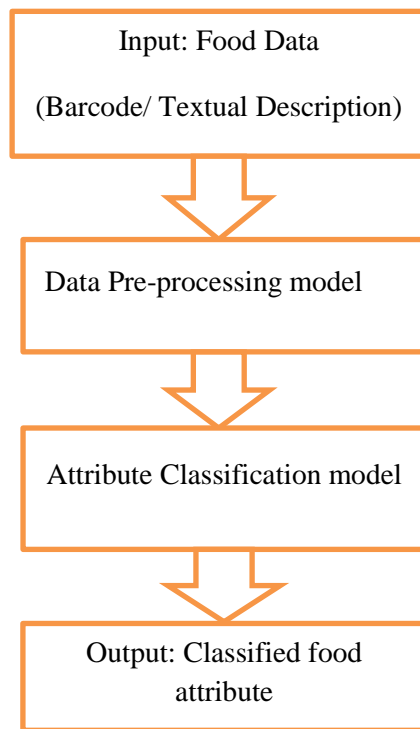 Input: Food Data
(Barcode/ Textual Description)
Data Pre-processing model
Attribute Classification model
Output: Classified food
attribute